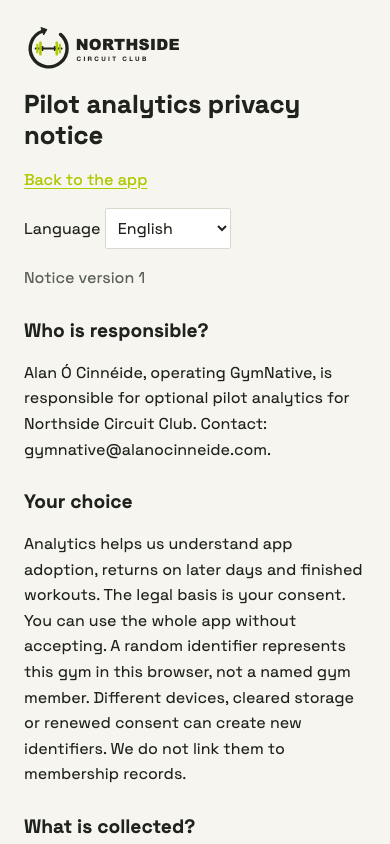 NORTHSIDE
CIRCUIT CLUB
Pilot analytics privacy
notice
Back to the app
Language English
Notice version 1
Who is responsible?
Alan Ó Cinnéide, operating GymNative, is
responsible for optional pilot analytics for
Northside Circuit Club. Contact:
gymnative@alanocinneide.com.
Your choice
Analytics helps us understand app
adoption, returns on later days and finished
workouts. The legal basis is your consent.
You can use the whole app without
accepting. A random identifier represents
this gym in this browser, not a named gym
member. Different devices, cleared storage
or renewed consent can create new
identifiers. We do not link them to
membership records.
What is collected?